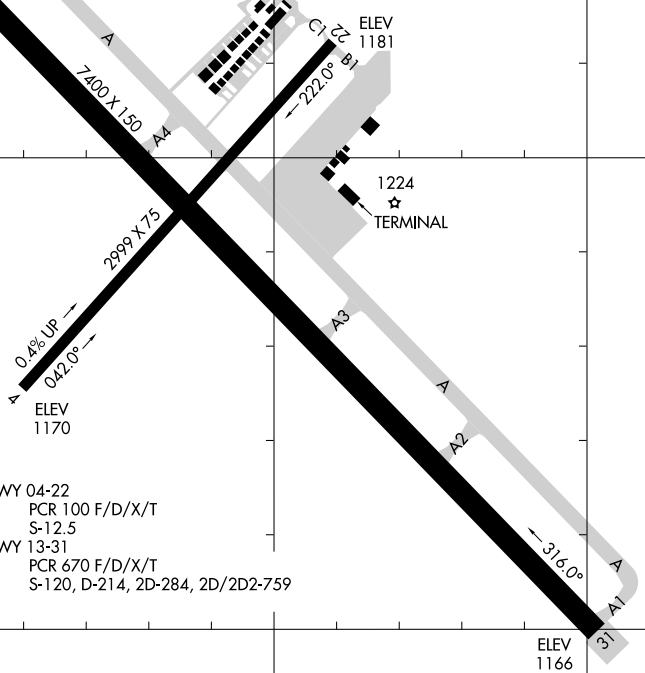 C1
22
ELEV
1181
B1
A
222.0°
7400 X 150
A4
1224
TERMINAL
2999 X 75
A3
0.4% UP
042.0°
A
4
ELEV
1170
A2
WY 04-22
PCR 100 F/D/X/T
S-12.5
WY 13-31
PCR 670 F/D/X/T
S-120, D-214, 2D-284, 2D/2D2-759
316.0°
A
A1
31
ELEV
1166